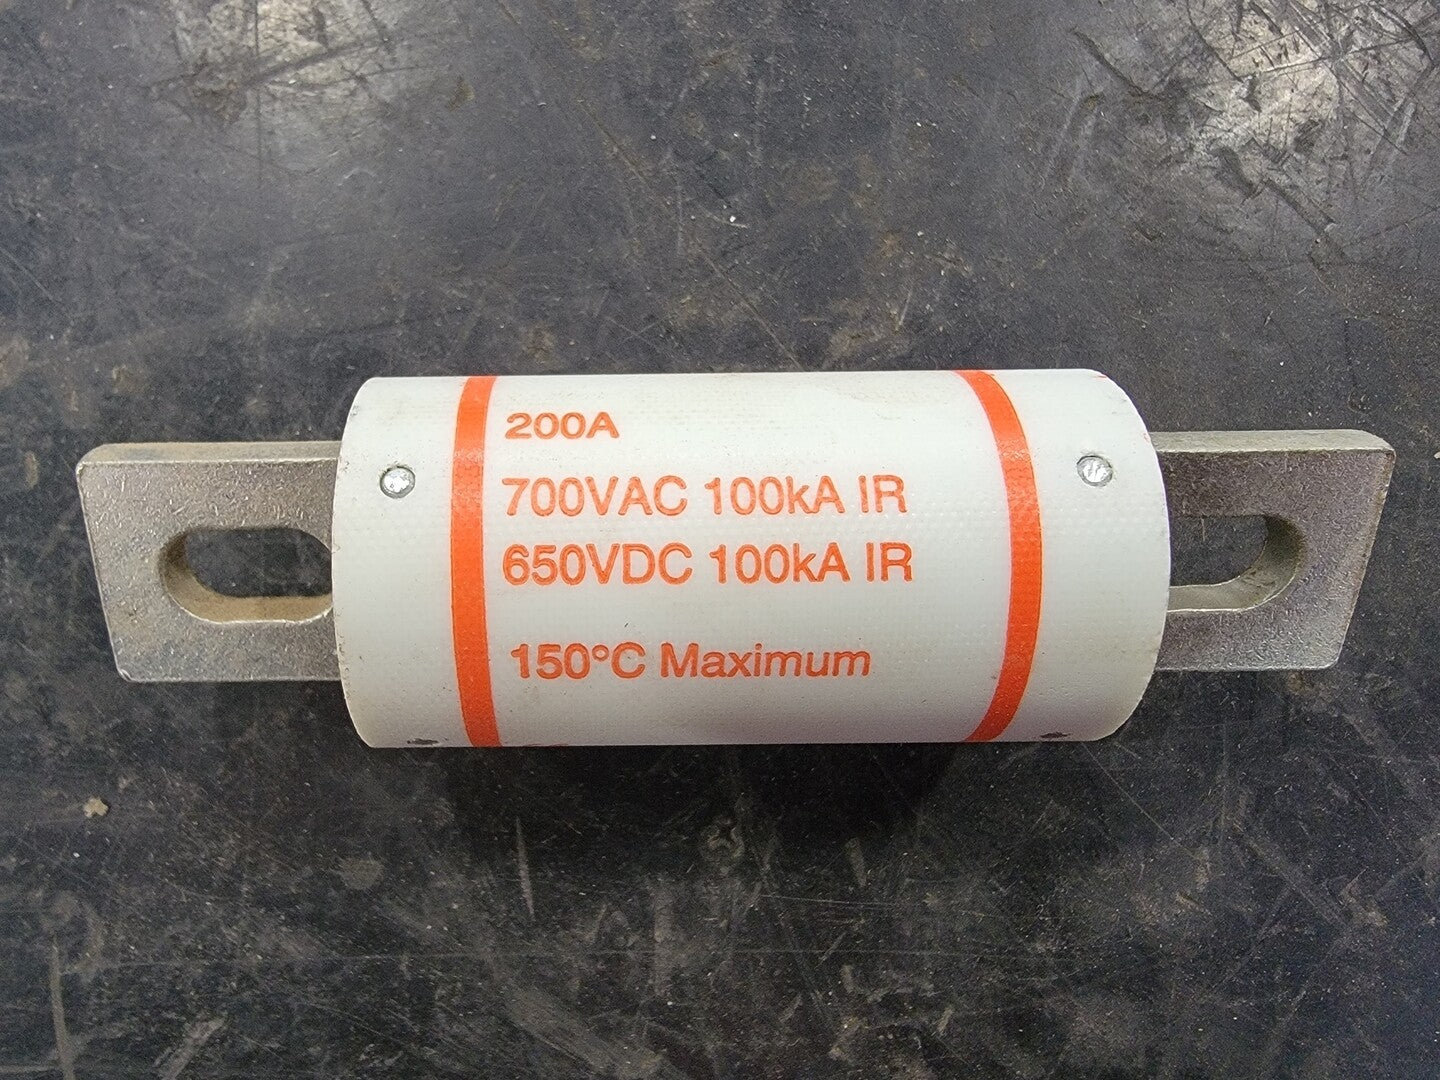 200A
700VAC 100kA IR
650VDC 100kA IR
150°C Maximum